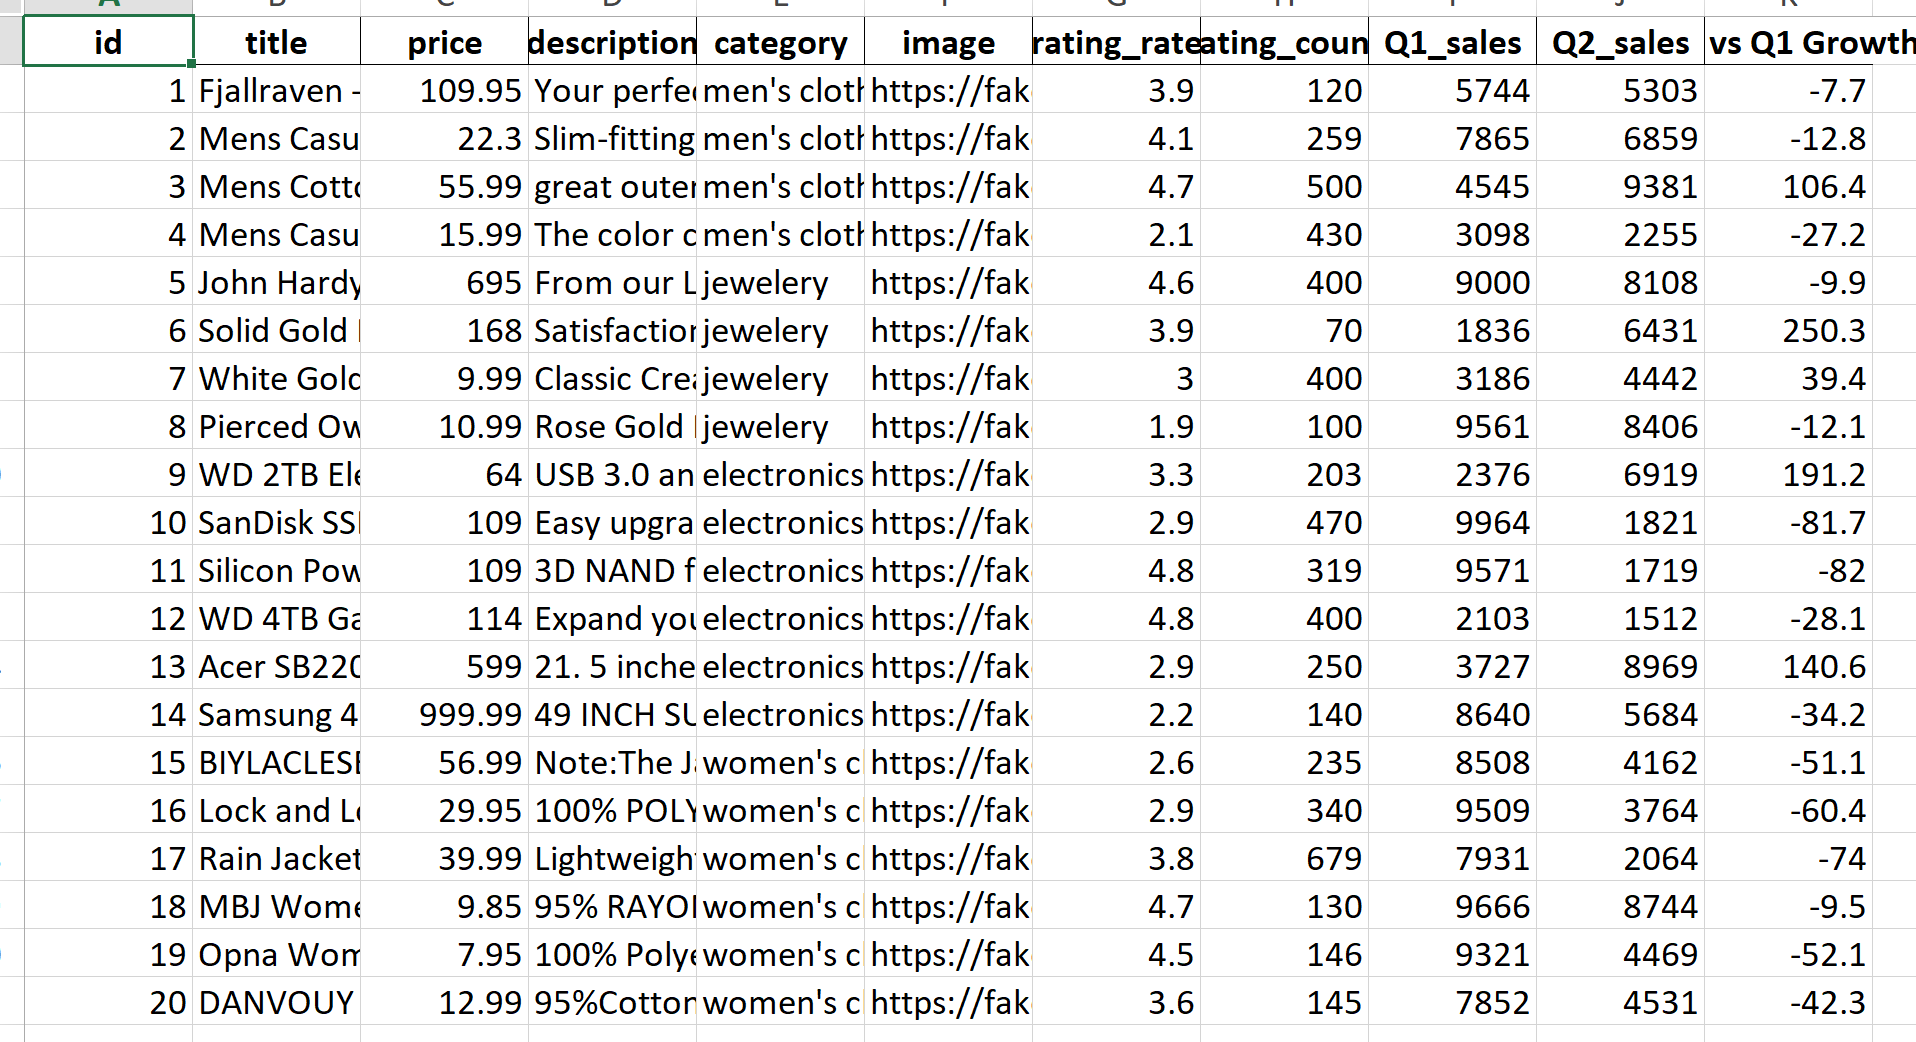 id title price description category image rating_rate ating_coun Q1_sales Q2_sales vs Q1 Growth
1 Fjallraven - 109.95 Your perfe men's cloth https://fak 3.9 120 5744 5303 -7.7
2 Mens Casu 22.3 Slim-fitting men's cloth https://fak 4.1 259 7865 6859 -12.8
3 Mens Cotto 55.99 great outer men's cloth https://fak 4.7 500 4545 9381 106.4
4 Mens Casu 15.99 The color c men's cloth https://fak 2.1 430 3098 2255 -27.2
5 John Hardy 695 From our L jewelery https://fak 4.6 400 9000 8108 -9.9
6 Solid Gold 168 Satisfaction jewelery https://fak 3.9 70 1836 6431 250.3
7 White Gold 9.99 Classic Crea jewelery https://fak 3 400 3186 4442 39.4
8 Pierced Ow 10.99 Rose Gold jewelery https://fak 1.9 100 9561 8406 -12.1
9 WD 2TB Ele 64 USB 3.0 an electronics https://fak 3.3 203 2376 6919 191.2
10 SanDisk SS 109 Easy upgra electronics https://fak 2.9 470 9964 1821 -81.7
11 Silicon Pow 109 3D NAND f electronics https://fak 4.8 319 9571 1719 -82
12 WD 4TB Ga 114 Expand you electronics https://fak 4.8 400 2103 1512 -28.1
13 Acer SB220 599 21. 5 inche electronics https://fak 2.9 250 3727 8969 140.6
14 Samsung 4 999.99 49 INCH SU electronics https://fak 2.2 140 8640 5684 -34.2
15 BIYLACLESE 56.99 Note:The Ja women's c https://fak 2.6 235 8508 4162 -51.1
16 Lock and Lo 29.95 100% POLY women's c https://fak 2.9 340 9509 3764 -60.4
17 Rain Jacket 39.99 Lightweigh women's c https://fak 3.8 679 7931 2064 -74
18 MBJ Wome 9.85 95% RAYO women's c https://fak 4.7 130 9666 8744 -9.5
19 Opna Wom 7.95 100% Polye women's c https://fak 4.5 146 9321 4469 -52.1
20 DANVOUY 12.99 95%Cotton women's c https://fak 3.6 145 7852 4531 -42.3